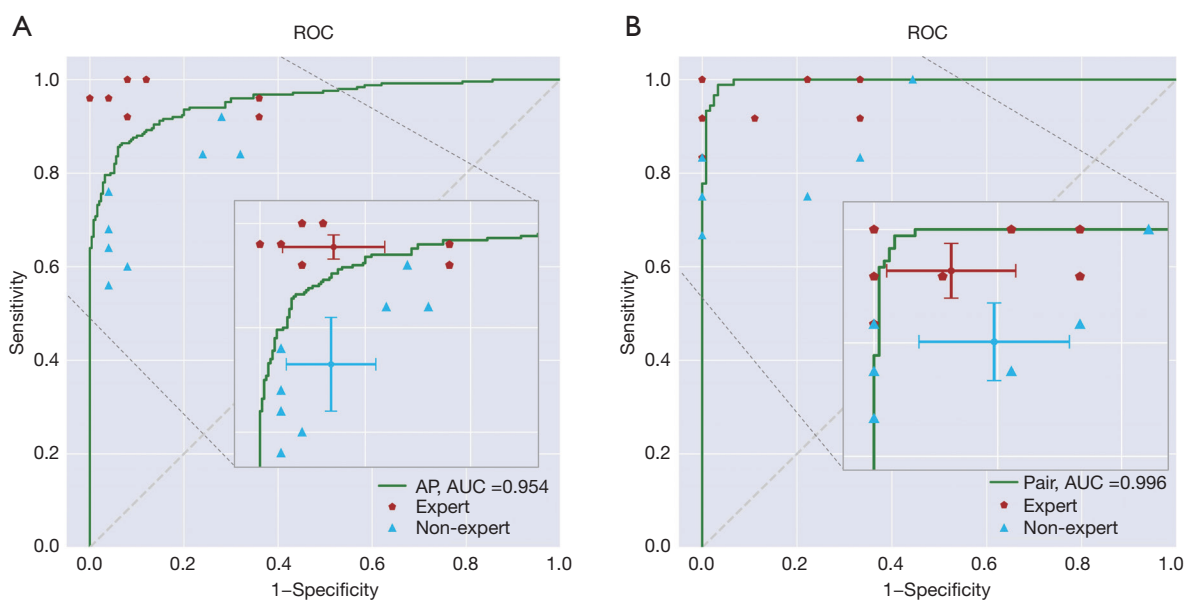 A
ROC
Sensitivity
1.0
0.8
0.6
0.4
0.2
0.0
AP, AUC =0.954
Expert
Non-expert
0.0 0.2 0.4 0.6 0.8 1.0
1–Specificity
B
ROC
Sensitivity
1.0
0.8
0.6
0.4
0.2
0.0
Pair, AUC =0.996
Expert
Non-expert
0.0 0.2 0.4 0.6 0.8 1.0
1–Specificity